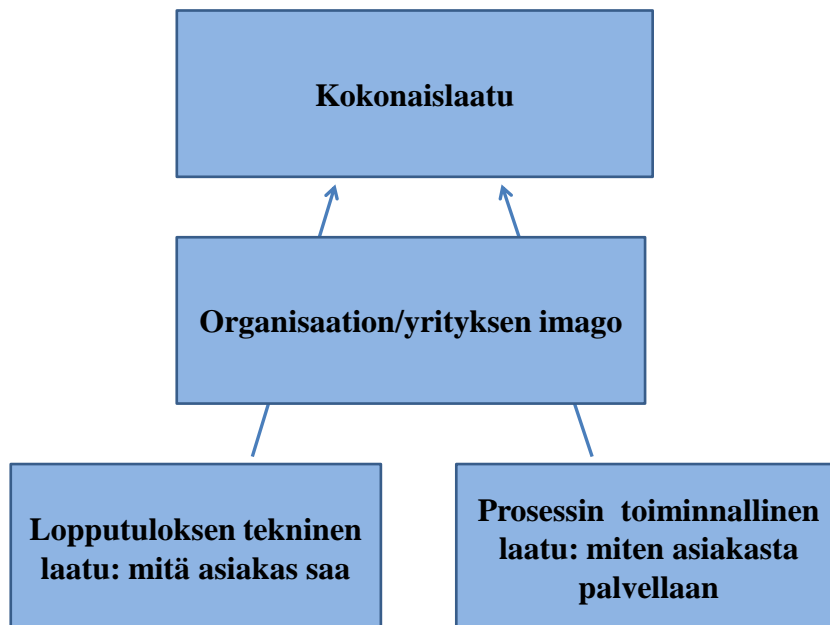 Kokonaislaatu
Organisaation/yrityksen imago
Lopputuloksen tekninen
laatu: mitä asiakas saa
Prosessin toiminnallinen
laatu: miten asiakasta
palvellaan